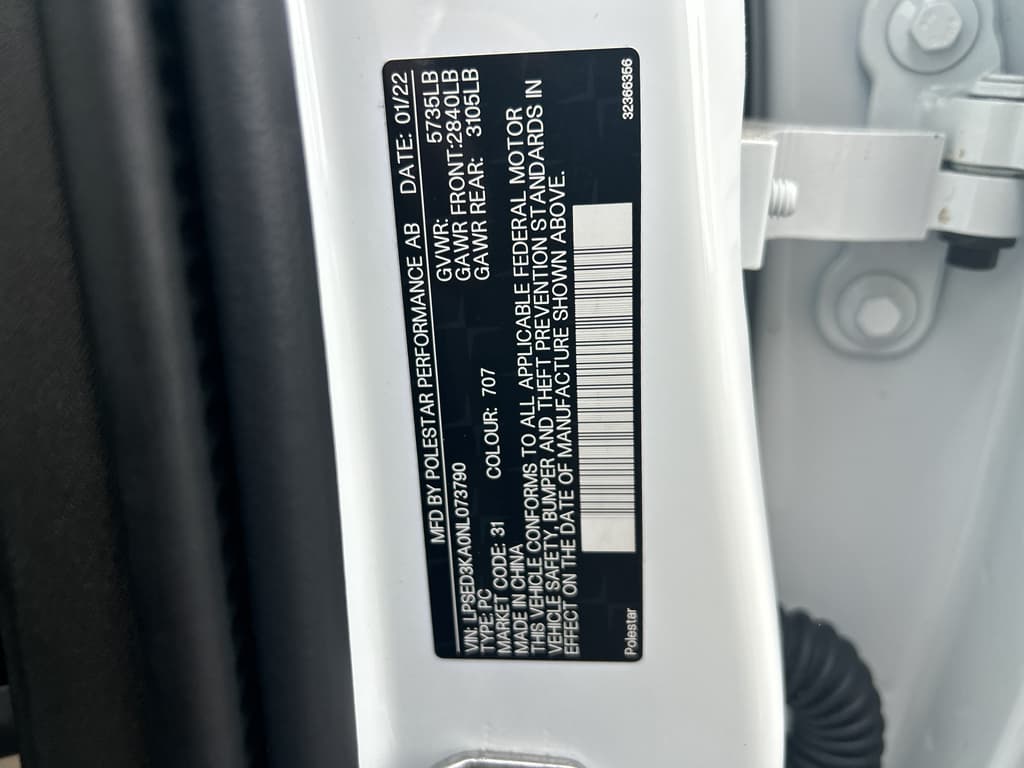 MFD BY POLESTAR PERFORMANCE AB DATE: 01/22
VIN: LPSED3KA0NL073790 GVWR: 5735LB
TYPE: PC GAWR FRONT:2840LB
MARKET CODE: 31 COLOUR: 707 GAWR REAR: 3105LB
MADE IN CHINA
THIS VEHICLE CONFORMS TO ALL APPLICABLE FEDERAL MOTOR
VEHICLE SAFETY, BUMPER AND THEFT PREVENTION STANDARDS IN
EFFECT ON THE DATE OF MANUFACTURE SHOWN ABOVE.
Polestar 32366366